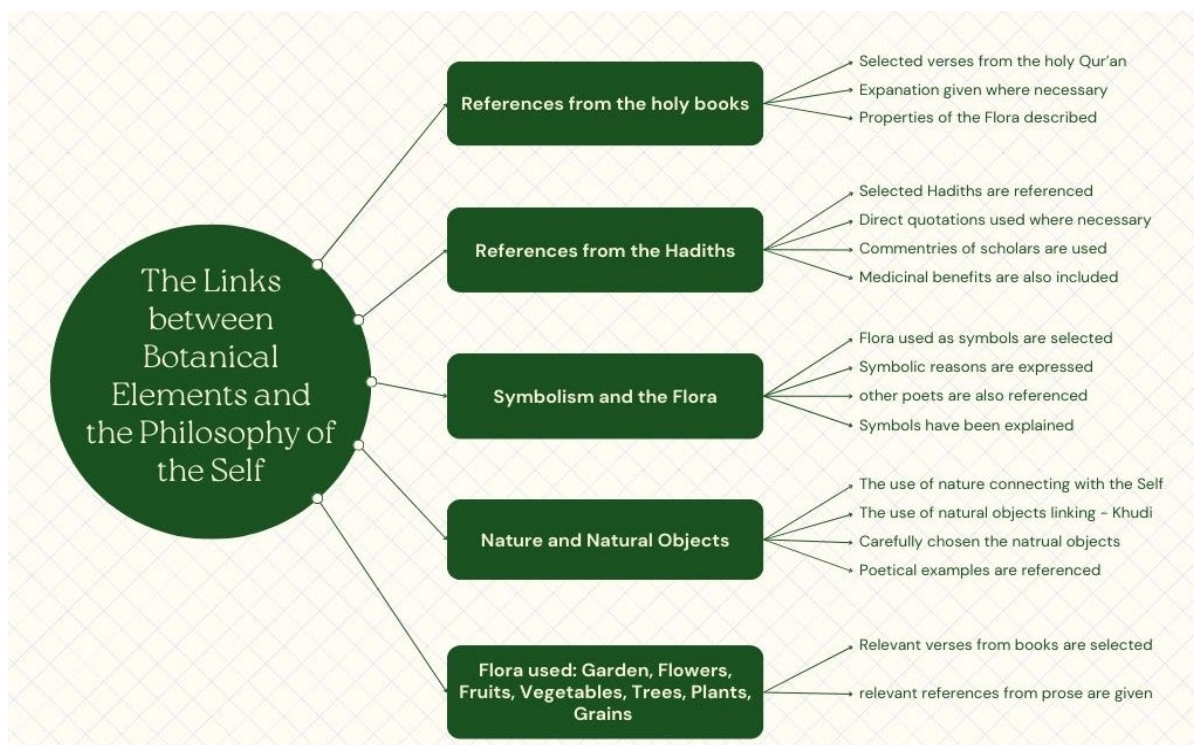 The Links
between
Botanical
Elements and
the Philosophy of
the Self
References from the holy books
Selected verses from the holy Qur'an
Expanation given where necessary
Properties of the Flora described
References from the Hadiths
Selected Hadiths are referenced
Direct quotations used where necessary
Commentries of scholars are used
Medicinal benefits are also included
Symbolism and the Flora
Flora used as symbols are selected
Symbolic reasons are expressed
other poets are also referenced
Symbols have been explained
Nature and Natural Objects
The use of nature connecting with the Self
The use of natural objects linking - Khudi
Carefully chosen the natrual objects
Poetical examples are referenced
Flora used: Garden, Flowers,
Fruits, Vegetables, Trees, Plants,
Grains
Relevant verses from books are selected
relevant references from prose are given